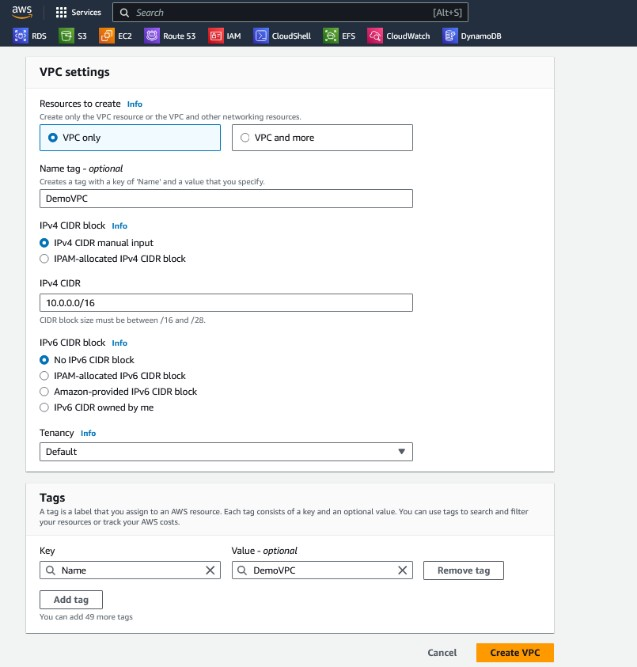 aws Services Search [Alt+S]
RDS S3 EC2 Route 53 IAM CloudShell EFS CloudWatch DynamoDB
VPC settings
Resources to create Info
Create only the VPC resource or the VPC and other networking resources.
VPC only VPC and more
Name tag - optional
Creates a tag with a key of 'Name' and a value that you specify.
DemoVPC
IPv4 CIDR block Info
IPv4 CIDR manual input
IPAM-allocated IPv4 CIDR block
IPv4 CIDR
10.0.0.0/16
CIDR block size must be between /16 and /28.
IPv6 CIDR block Info
No IPv6 CIDR block
IPAM-allocated IPv6 CIDR block
Amazon-provided IPv6 CIDR block
IPv6 CIDR owned by me
Tenancy Info
Default
Tags
A tag is a label that you assign to an AWS resource. Each tag consists of a key and an optional value. You can use tags to search and filter
your resources or track your AWS costs.
Key Value - optional
Name DemoVPC Remove tag
Add tag
You can add 49 more tags
Cancel Create VPC